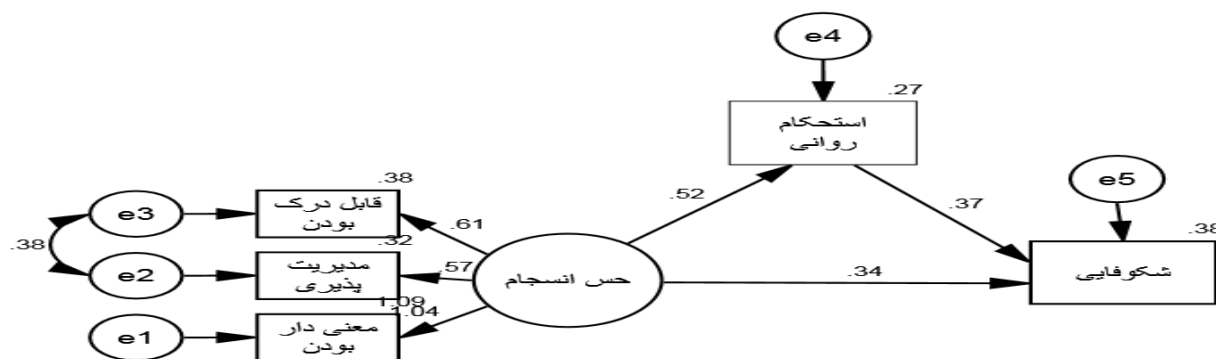 e4
.27
استحکام
روانی
e5
.52
.37
.38
.38
e3
قابل درک
بودن
.61
.38
.32
e2
مدیریت
پذیری
.57
حس انسجام
.34
شکوفایی
1.09
1.04
e1
معنی دار
بودن